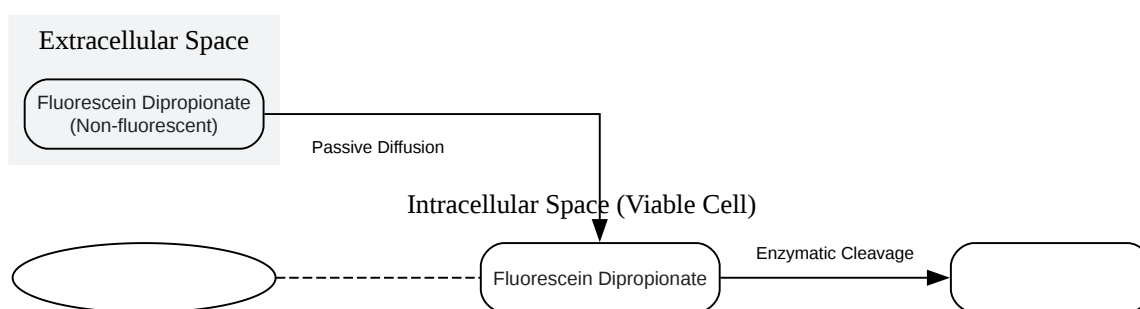 Extracellular Space
Fluorescein Dipropionate
(Non-fluorescent)
Passive Diffusion
Intracellular Space (Viable Cell)
Enzymatic Cleavage
Fluorescein Dipropionate